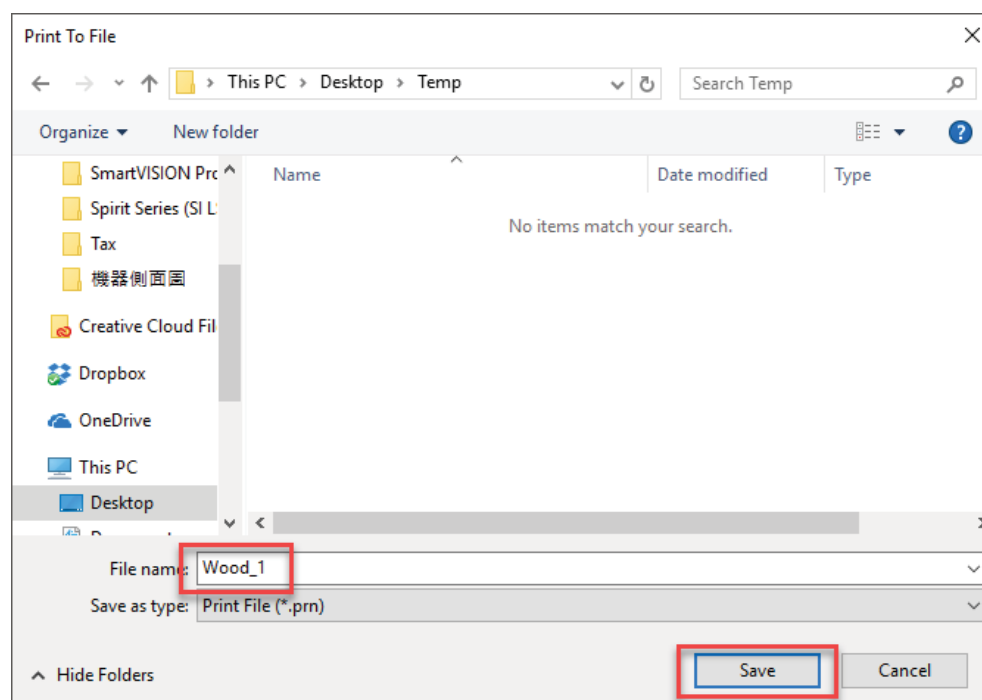 Print To File
This PC > Desktop > Temp
Search Temp
Organize
New folder
Name
Date modified
Type
No items match your search.
SmartVISION Pro
Spirit Series (SI L
Tax
機器側面圖
Creative Cloud Fil
Dropbox
OneDrive
This PC
Desktop
File name: Wood_1
Save as type: Print File (*.prn)
Hide Folders
Save
Cancel